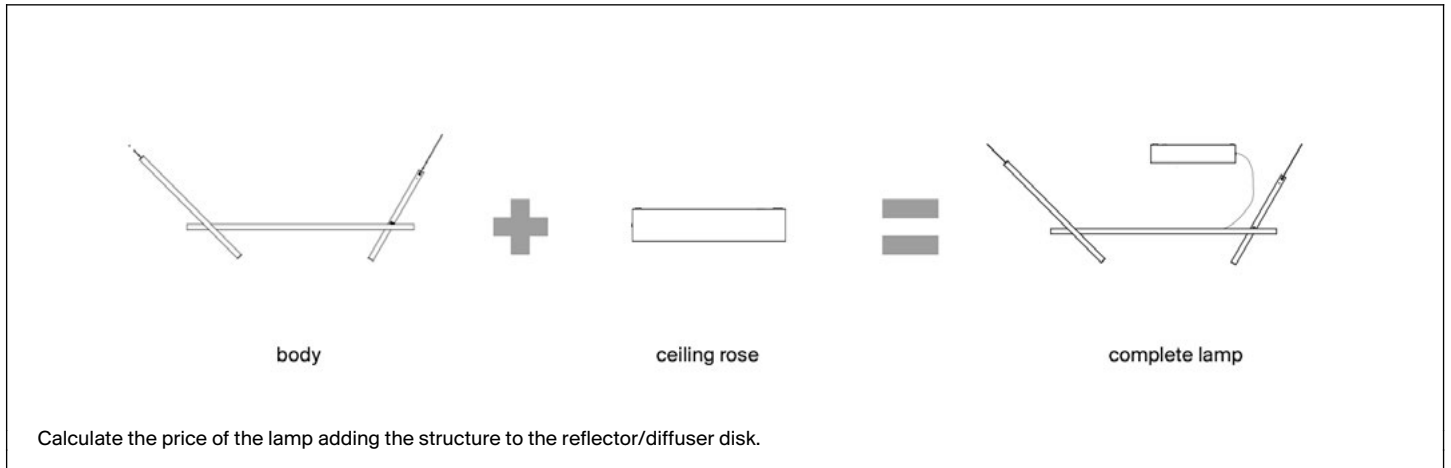 body
ceiling rose
complete lamp
Calculate the price of the lamp adding the structure to the reflector/diffuser disk.